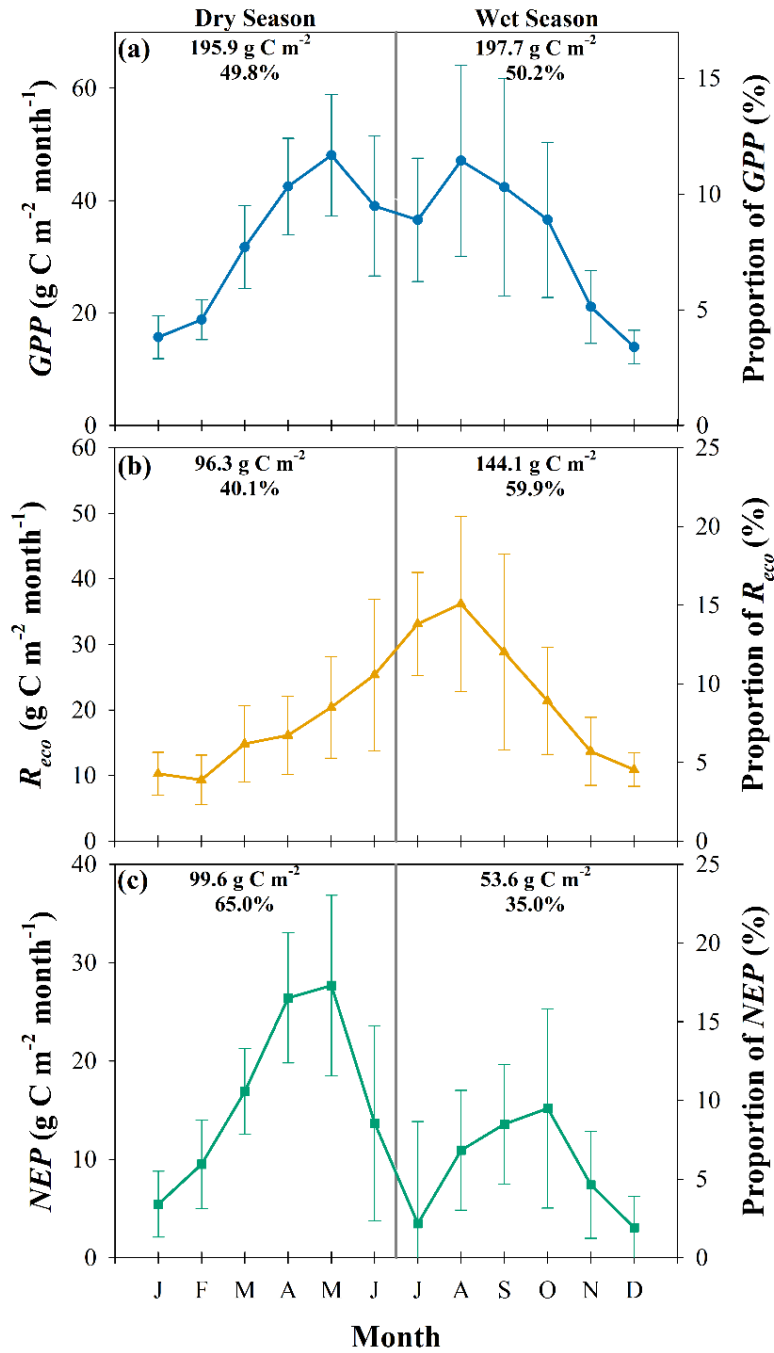 Dry Season
Wct Season
(a)
195.9 g C m⁻²
49.8%
197.7 g C m⁻²
50.2%
GPP (g C m⁻² month⁻¹)
60
40
20
0
15
10
5
0
Proportion of GPP (%)
(b)
96.3 g C m⁻²
40.1%
144.1 g C m⁻²
59.9%
R_eco (g C m⁻² month⁻¹)
60
50
40
30
20
10
0
25
20
15
10
5
0
Proportion of R_eco (%)
(c)
99.6 g C m⁻²
65.0%
53.6 g C m⁻²
35.0%
NEP (g C m⁻² month⁻¹)
40
30
20
10
0
25
20
15
10
5
0
Proportion of NEP (%)
J F M A M J J A S O N D
Month